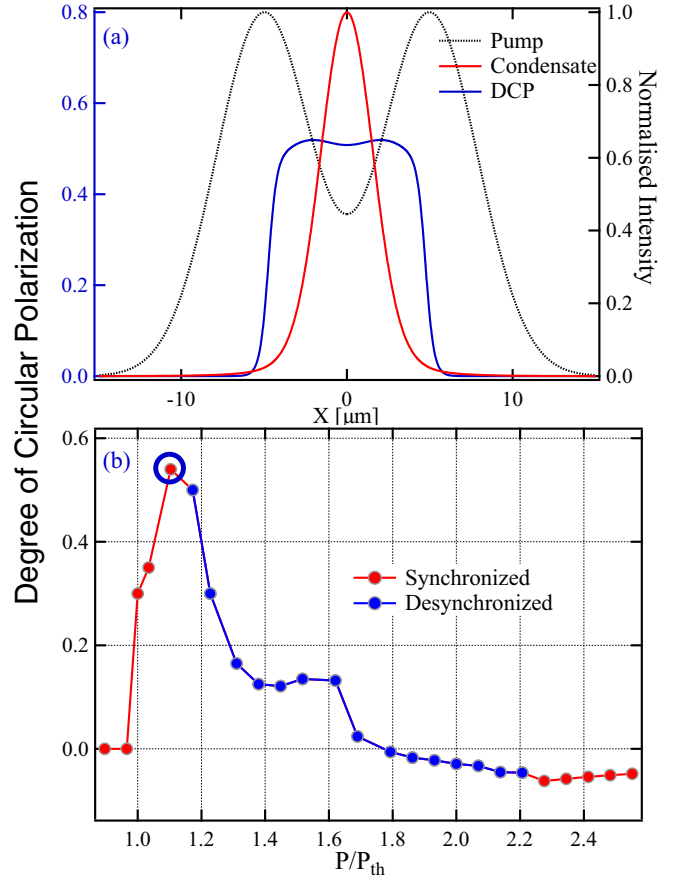 Degree of Circular Polarization
(a)
0.8
0.6
0.4
0.2
0.0
Pump
Condensate
DCP
1.0
0.8
0.6
0.4
0.2
0.0
Normalised Intensity
-10
0
10
X [μm]
(b)
0.6
0.4
0.2
0.0
Synchronized
Desynchronized
1.0
1.2
1.4
1.6
1.8
2.0
2.2
2.4
P/Pth